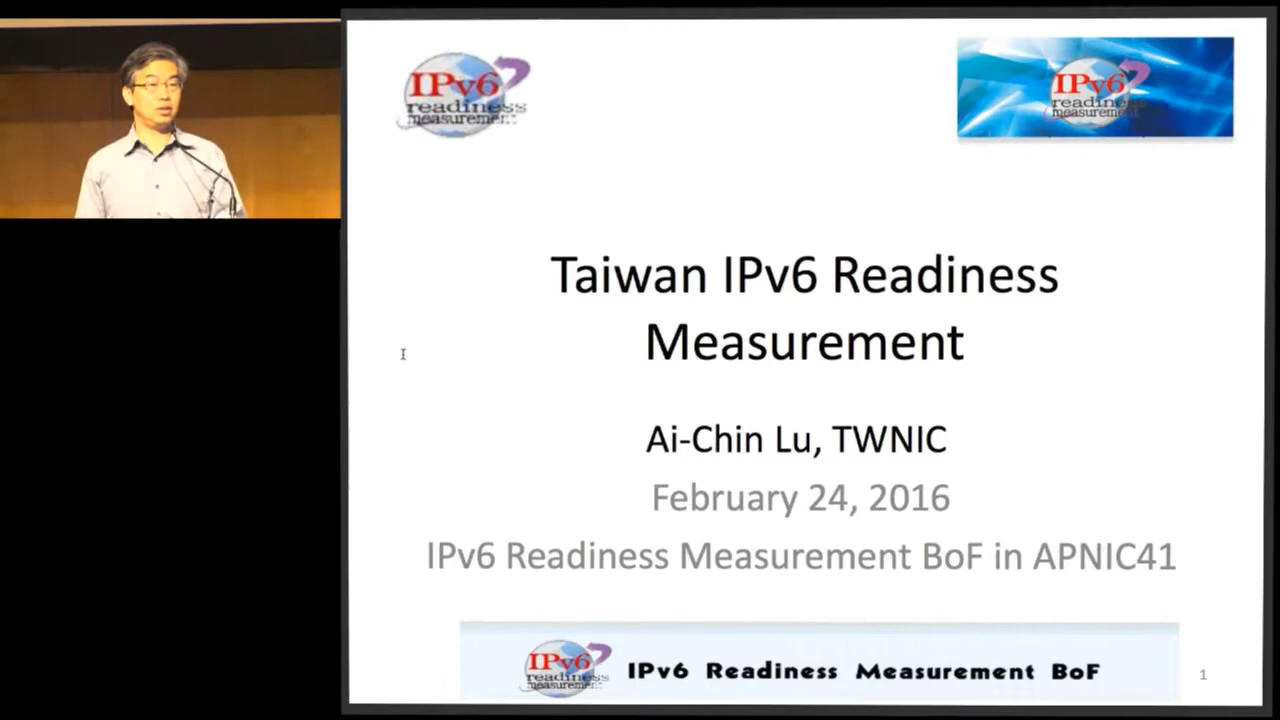 IPv6
readiness
measurement
IPv6
readiness
measurement
Taiwan IPv6 Readiness
Measurement
Ai-Chin Lu, TWNIC
February 24, 2016
IPv6 Readiness Measurement BoF in APNIC41
IPv6
readiness
measurement
IPv6 Readiness Measurement BoF
1